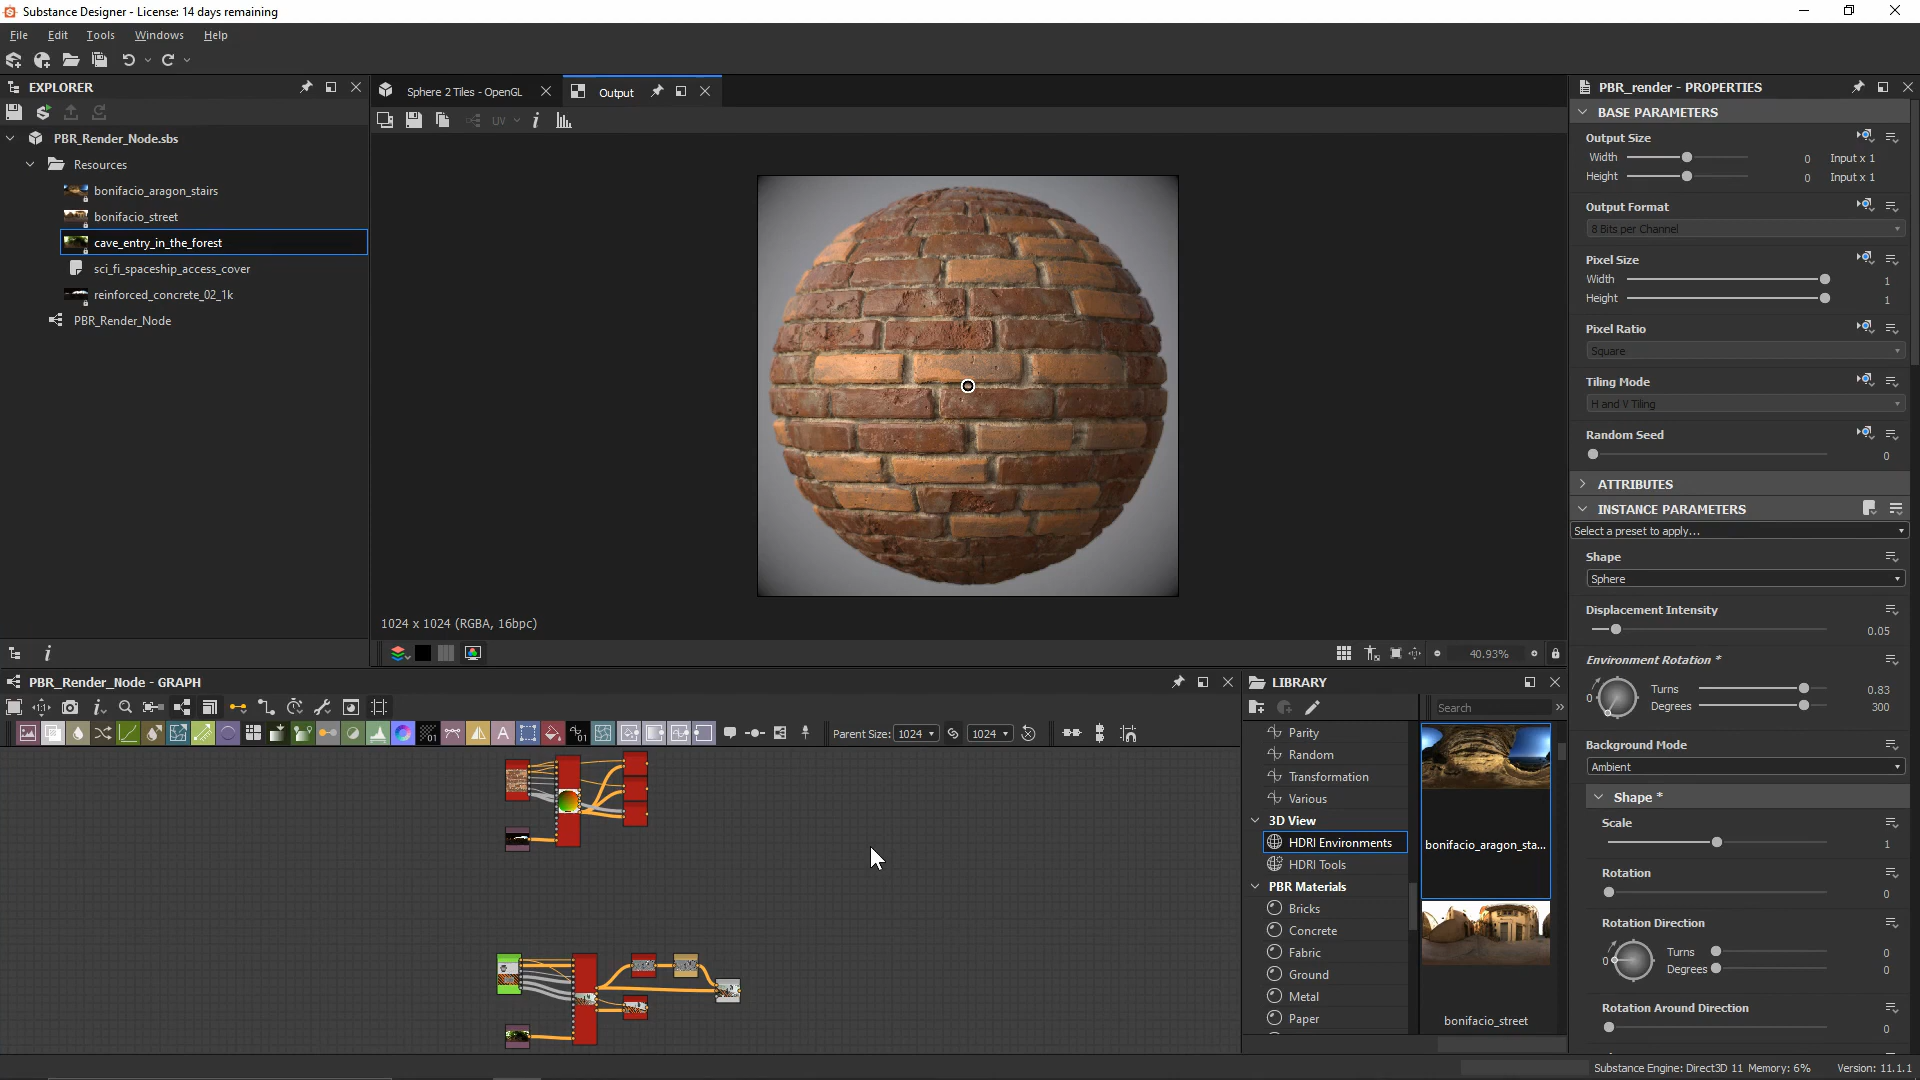 Substance Designer - License: 14 days remaining
File Edit Tools Windows Help
EXPLORER
PBR_Render_Node.sbs
Resources
bonifacio_aragon_stairs
bonifacio_street
cave_entry_in_the_forest
sci_fi_spaceship_access_cover
reinforced_concrete_02_1k
PBR_Render_Node
Sphere 2 Tiles - OpenGL
Output
UV
1024 x 1024 (RGBA, 16bpc)
40.93%
PBR_Render_Node - GRAPH
Parent Size: 1024 1024
LIBRARY
Search
Parity
Random
Transformation
Various
3D View
HDRI Environments
HDRI Tools
PBR Materials
Bricks
Concrete
Fabric
Ground
Metal
Paper
bonifacio_aragon_sta...
bonifacio_street
PBR_render - PROPERTIES
BASE PARAMETERS
Output Size
Width 0 Input x 1
Height 0 Input x 1
Output Format
8 Bits per Channel
Pixel Size
Width 1
Height 1
Pixel Ratio
Square
Tiling Mode
H and V Tiling
Random Seed
0
ATTRIBUTES
INSTANCE PARAMETERS
Select a preset to apply...
Shape
Sphere
Displacement Intensity
0.05
Environment Rotation *
0 Turns 0.83
Degrees 300
Background Mode
Ambient
Shape *
Scale
1
Rotation
0
Rotation Direction
0 Turns 0
Degrees 0
Rotation Around Direction
0
Substance Engine: Direct3D 11 Memory: 6% Version: 11.1.1